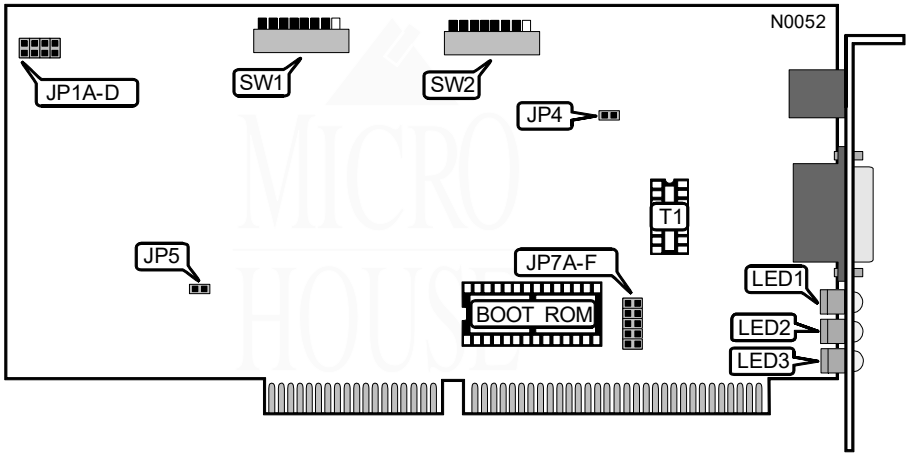 N0052
JP1A-D
SW1
SW2
JP4
T1
JP5
JP7A-F
BOOT ROM
LED1
LED2
LED3
MICRO
HOUSE